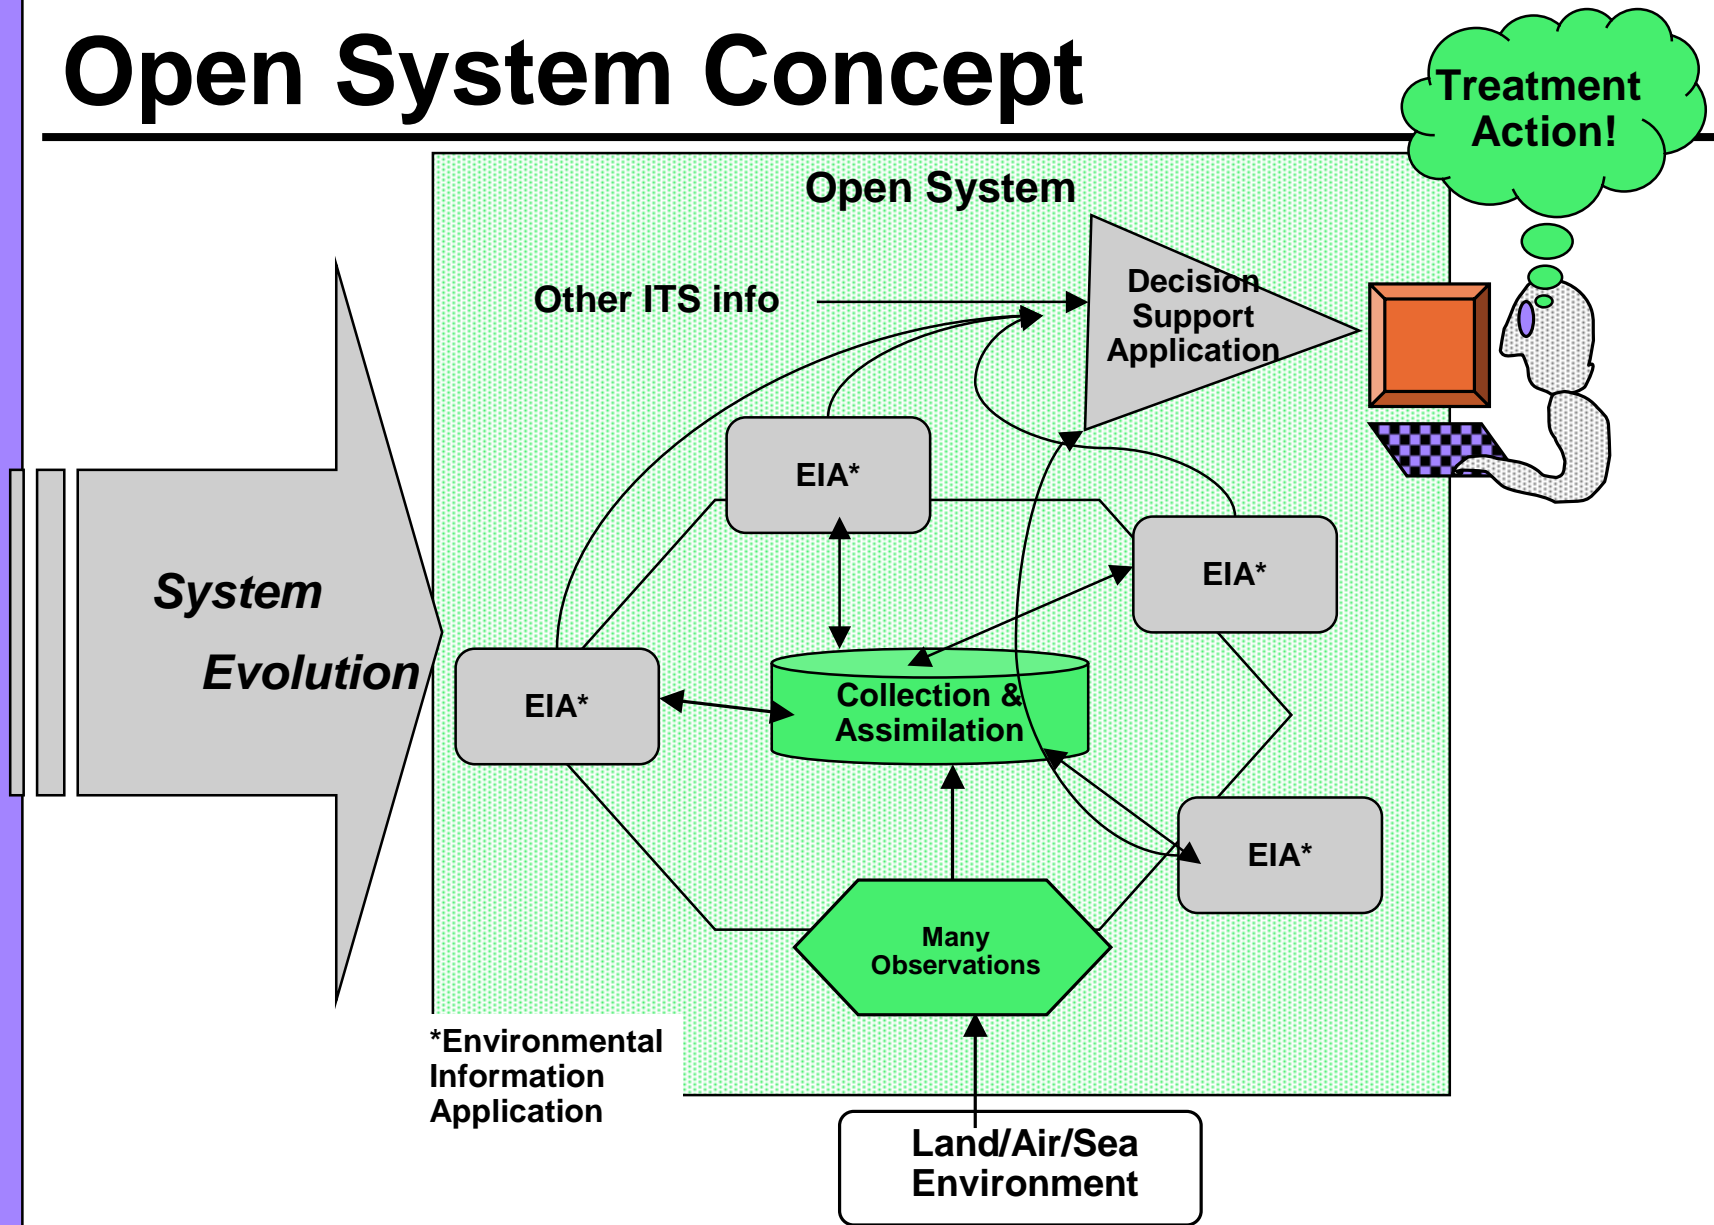 Open System Concept
Treatment
Action!
Open System
Other ITS info
Decision
Support
Application
EIA*
EIA*
System
Evolution
EIA*
Collection &
Assimilation
EIA*
Many
Observations
*Environmental
Information
Application
Land/Air/Sea
Environment